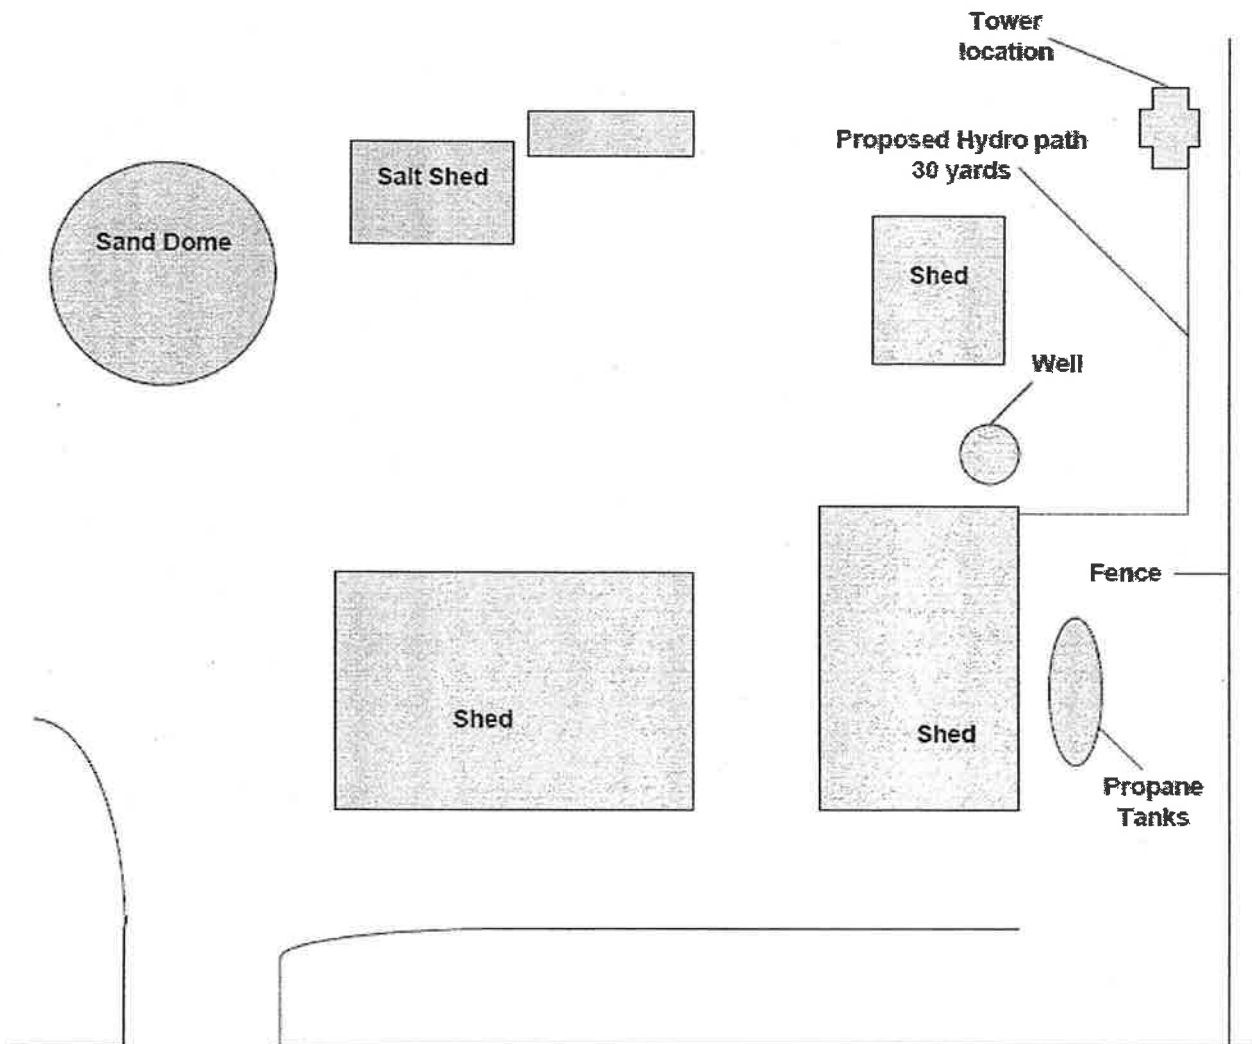 Tower
location
Proposed Hydro path
30 yards
Salt Shed
Sand Dome
Shed
Well
Fence
Shed
Shed
Propane
Tanks